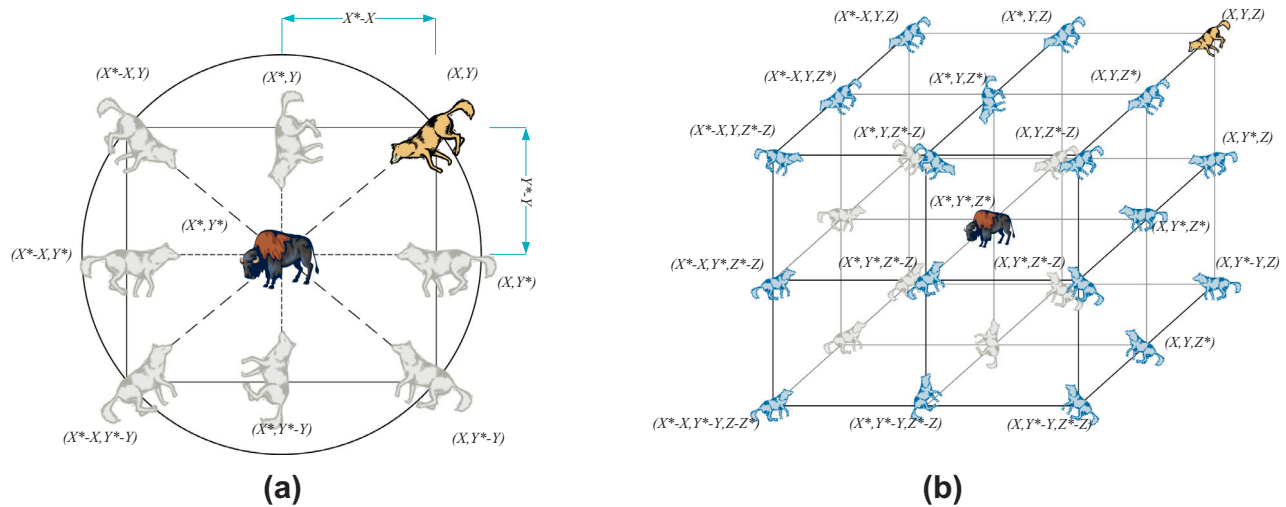 X*-X
(X*-X,Y)
(X*,Y)
(X,Y)
Y*-Y
(X*,Y*)
(X*-X,Y*)
(X,Y*)
(X*-X,Y*-Y)
(X*,Y*-Y)
(X,Y*-Y)
(a)
(X*-X,Y,Z)
(X*,Y,Z)
(X,Y,Z)
(X*-X,Y,Z*)
(X*,Y,Z*)
(X,Y,Z*)
(X*-X,Y,Z*-Z)
(X*,Y,Z*-Z)
(X,Y,Z*-Z)
(X,Y*,Z)
(X*,Y*,Z*)
(X,Y*,Z*)
(X*-X,Y*,Z*-Z)
(X*,Y*,Z*-Z)
(X,Y*,Z*-Z)
(X,Y*-Y,Z)
(X,Y,Z*)
(X*-X,Y*-Y,Z-Z*)
(X*,Y*-Y,Z*-Z)
(X,Y*-Y,Z*-Z)
(b)